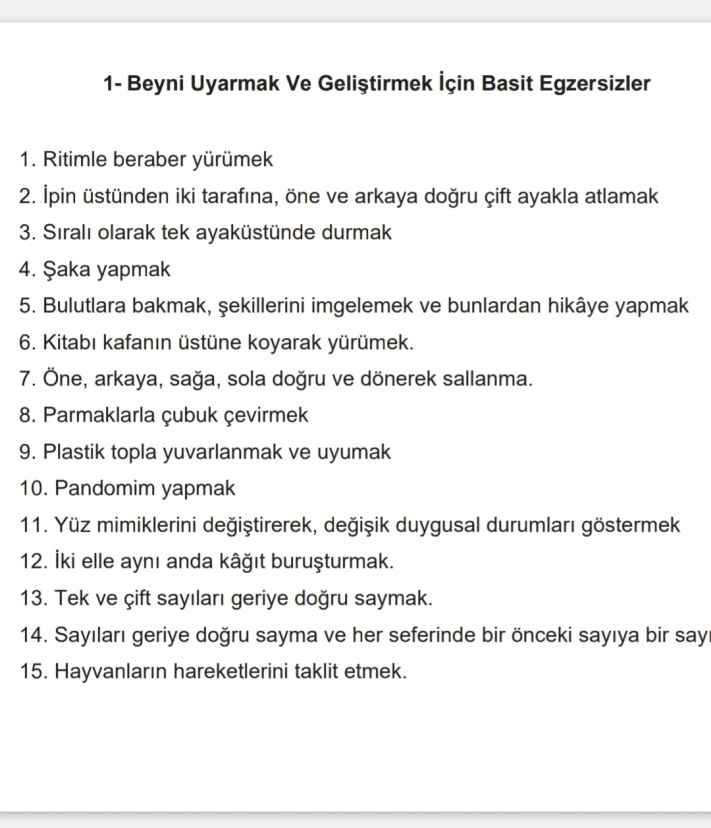 1- Beyni Uyarmak Ve Geliştirmek İçin Basit Egzersizler
1. Ritimle beraber yürümek
2. İpin üstünden iki tarafına, öne ve arkaya doğru çift ayakla atlamak
3. Sıralı olarak tek ayaküstünde durmak
4. Şaka yapmak
5. Bulutlara bakmak, şekillerini imgelemek ve bunlardan hikâye yapmak
6. Kitabı kafanın üstüne koyarak yürümek.
7. Öne, arkaya, sağa, sola doğru ve dönerek sallanma.
8. Parmaklarla çubuk çevirmek
9. Plastik topla yuvarlanmak ve uyumak
10. Pandomim yapmak
11. Yüz mimiklerini değiştirerek, değişik duygusal durumları göstermek
12. İki elle aynı anda kâğıt buruşturmak.
13. Tek ve çift sayıları geriye doğru saymak.
14. Sayıları geriye doğru sayma ve her seferinde bir önceki sayıya bir
15. Hayvanların hareketlerini taklit etmek.